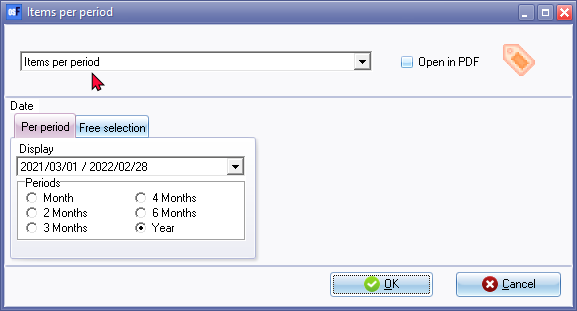 Items per period
Items per period
Open in PDF
Date
Per period
Free selection
Display
2021/03/01 / 2022/02/28
Periods
Month
4 Months
2 Months
6 Months
3 Months
Year
OK
Cancel